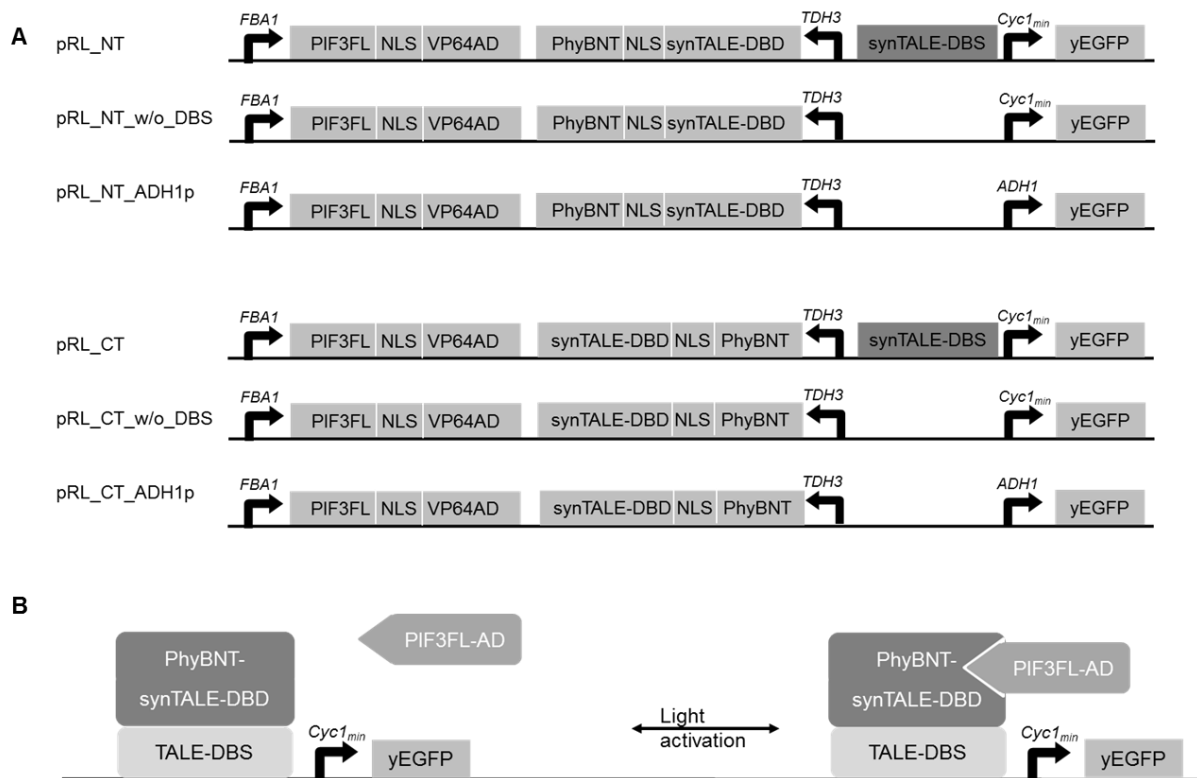 A
pRL_NT
FBA1
PIF3FL NLS VP64AD
PhyBNT NLS synTALE-DBD
TDH3
synTALE-DBS
Cyc1min
yEGFP
pRL_NT_w/o_DBS
FBA1
PIF3FL NLS VP64AD
PhyBNT NLS synTALE-DBD
TDH3
Cyc1min
yEGFP
pRL_NT_ADH1p
FBA1
PIF3FL NLS VP64AD
PhyBNT NLS synTALE-DBD
TDH3
ADH1
yEGFP
pRL_CT
FBA1
PIF3FL NLS VP64AD
synTALE-DBD NLS PhyBNT
TDH3
synTALE-DBS
Cyc1min
yEGFP
pRL_CT_w/o_DBS
FBA1
PIF3FL NLS VP64AD
synTALE-DBD NLS PhyBNT
TDH3
Cyc1min
yEGFP
pRL_CT_ADH1p
FBA1
PIF3FL NLS VP64AD
synTALE-DBD NLS PhyBNT
TDH3
ADH1
yEGFP
B
PhyBNT-
synTALE-DBD
TALE-DBS
PIF3FL-AD
Cyc1min
yEGFP
Light
activation
PhyBNT-
synTALE-DBD
TALE-DBS
PIF3FL-AD
Cyc1min
yEGFP